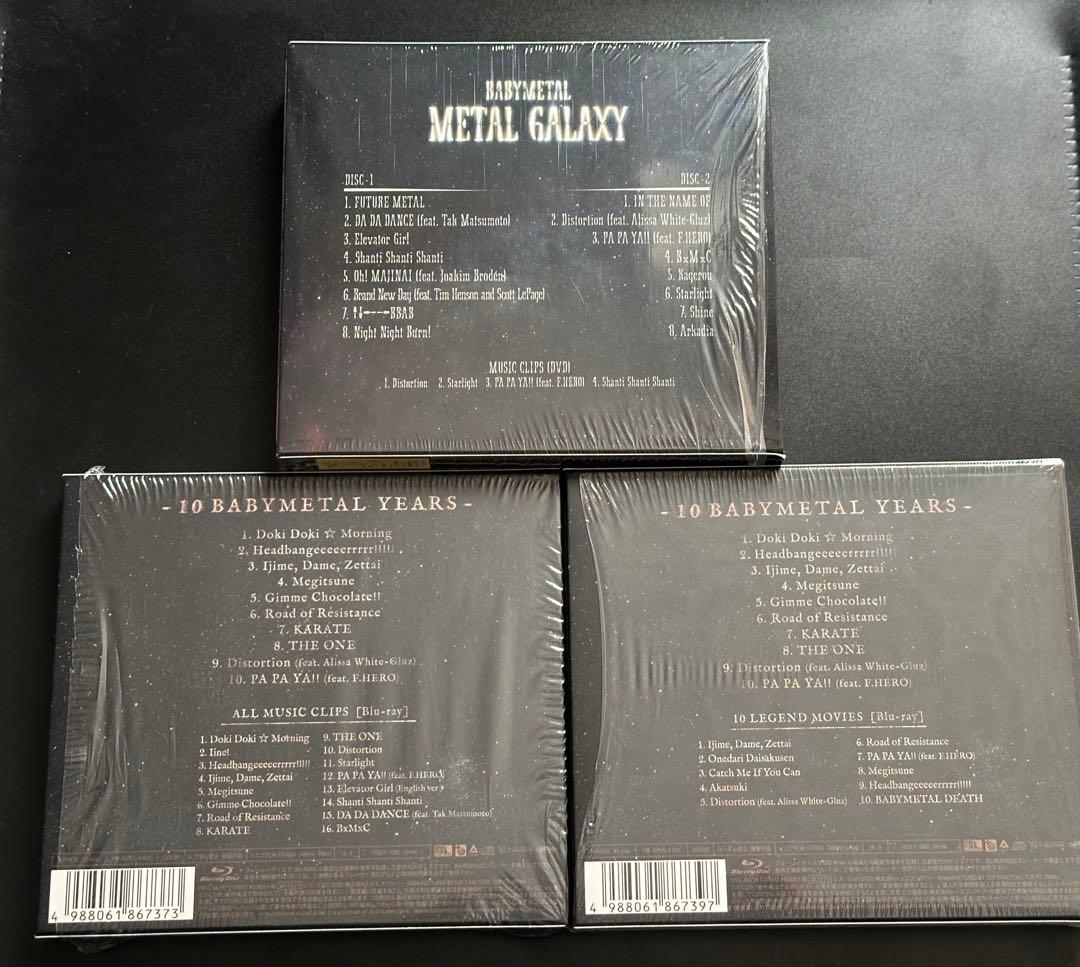 BABYMETAL
METAL GALAXY
DISC-1
1. FUTURE METAL
2. DA DA DANCE (feat. Tak Matsumoto)
3. Elevator Girl
4. Shanti Shanti Shanti
5. Oh! MAJINAI (feat. Joakim Brodén)
6. Brand New Day (feat. Tim Henson and Scott LePage)
7. ↑↓←→←→BBAB
8. Night Night Burn!
DISC-2
1. IN THE NAME OF
2. Distortion (feat. Alissa White-Gluz)
3. PA PA YA!! (feat. F.HERO)
4. BxMxC
5. Kagerou
6. Starlight
7. Shine
8. Arkadia
MUSIC CLIPS (DVD)
1. Distortion 2. Starlight 3. PA PA YA!! (feat. F.HERO) 4. Shanti Shanti Shanti
- 10 BABYMETAL YEARS -
1. Doki Doki ☆ Morning
2. Headbangeeeeerrrrr!!!!!
3. Ijime, Dame, Zettai
4. Megitsune
5. Gimme Chocolate!!
6. Road of Resistance
7. KARATE
8. THE ONE
9. Distortion (feat. Alissa White-Gluz)
10. PA PA YA!! (feat. F.HERO)
ALL MUSIC CLIPS [Blu-ray]
1. Doki Doki ☆ Morning
2. Iine!
3. Headbangeeeeerrrrr!!!!!
4. Ijime, Dame, Zettai
5. Megitsune
6. Gimme Chocolate!!
7. Road of Resistance
8. KARATE
9. THE ONE
10. Distortion
11. Starlight
12. PA PA YA!! (feat. F.HERO)
13. Elevator Girl (English ver.)
14. Shanti Shanti Shanti
15. DA DA DANCE (feat. Tak Matsumoto)
16. BxMxC
Blu-ray Disc
4 988061 867373
- 10 BABYMETAL YEARS -
1. Doki Doki ☆ Morning
2. Headbangeeeeerrrrr!!!!!
3. Ijime, Dame, Zettai
4. Megitsune
5. Gimme Chocolate!!
6. Road of Resistance
7. KARATE
8. THE ONE
9. Distortion (feat. Alissa White-Gluz)
10. PA PA YA!! (feat. F.HERO)
10 LEGEND MOVIES [Blu-ray]
1. Ijime, Dame, Zettai
2. Onedari Daisakusen
3. Catch Me If You Can
4. Akatsuki
5. Distortion (feat. Alissa White-Gluz)
6. Road of Resistance
7. PA PA YA!! (feat. F.HERO)
8. Megitsune
9. Headbangeeeeerrrrr!!!!!
10. BABYMETAL DEATH
Blu-ray Disc
4 988061 867397